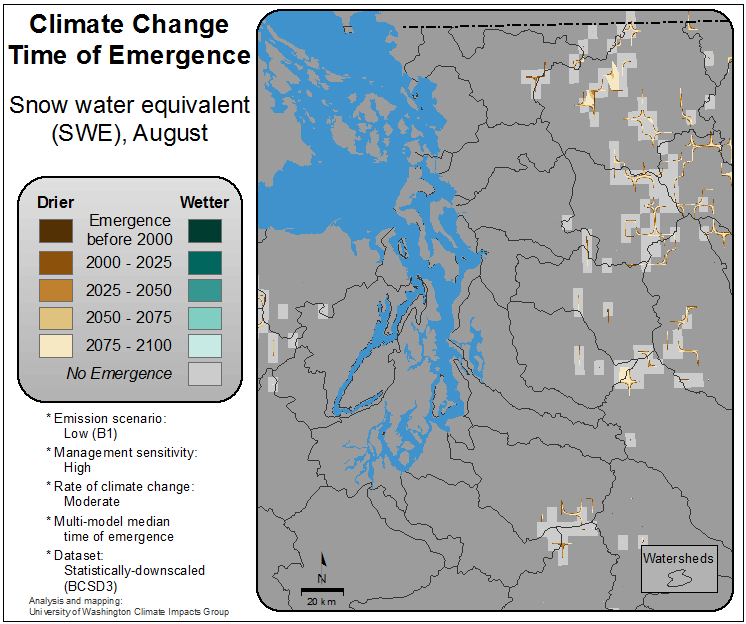 Climate Change
Time of Emergence
Snow water equivalent
(SWE), August
Drier Wetter
Emergence
before 2000
2000 - 2025
2025 - 2050
2050 - 2075
2075 - 2100
No Emergence
* Emission scenario:
Low (B1)
* Management sensitivity:
High
* Rate of climate change:
Moderate
* Multi-model median
time of emergence
* Dataset:
Statistically-downscaled
(BCSD3)
Analysis and mapping:
University of Washington Climate Impacts Group
N
20 km
Watersheds